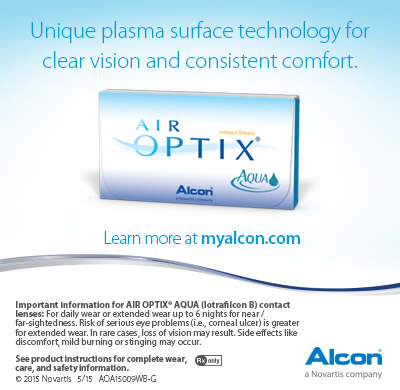 Unique plasma surface technology for
clear vision and consistent comfort.
AIR
contact lenses
OPTIX®
AQUA
Alcon®
a Novartis company
Learn more at myalcon.com
Important information for AIR OPTIX® AQUA (lotrafilcon B) contact
lenses: For daily wear or extended wear up to 6 nights for near /
far-sightedness. Risk of serious eye problems (i.e., corneal ulcer) is greater
for extended wear. In rare cases, loss of vision may result. Side effects like
discomfort, mild burning or stinging may occur.
See product instructions for complete wear,
care, and safety information.
Rx only
© 2015 Novartis 5/15 AOA15009WB-G
Alcon®
a Novartis company